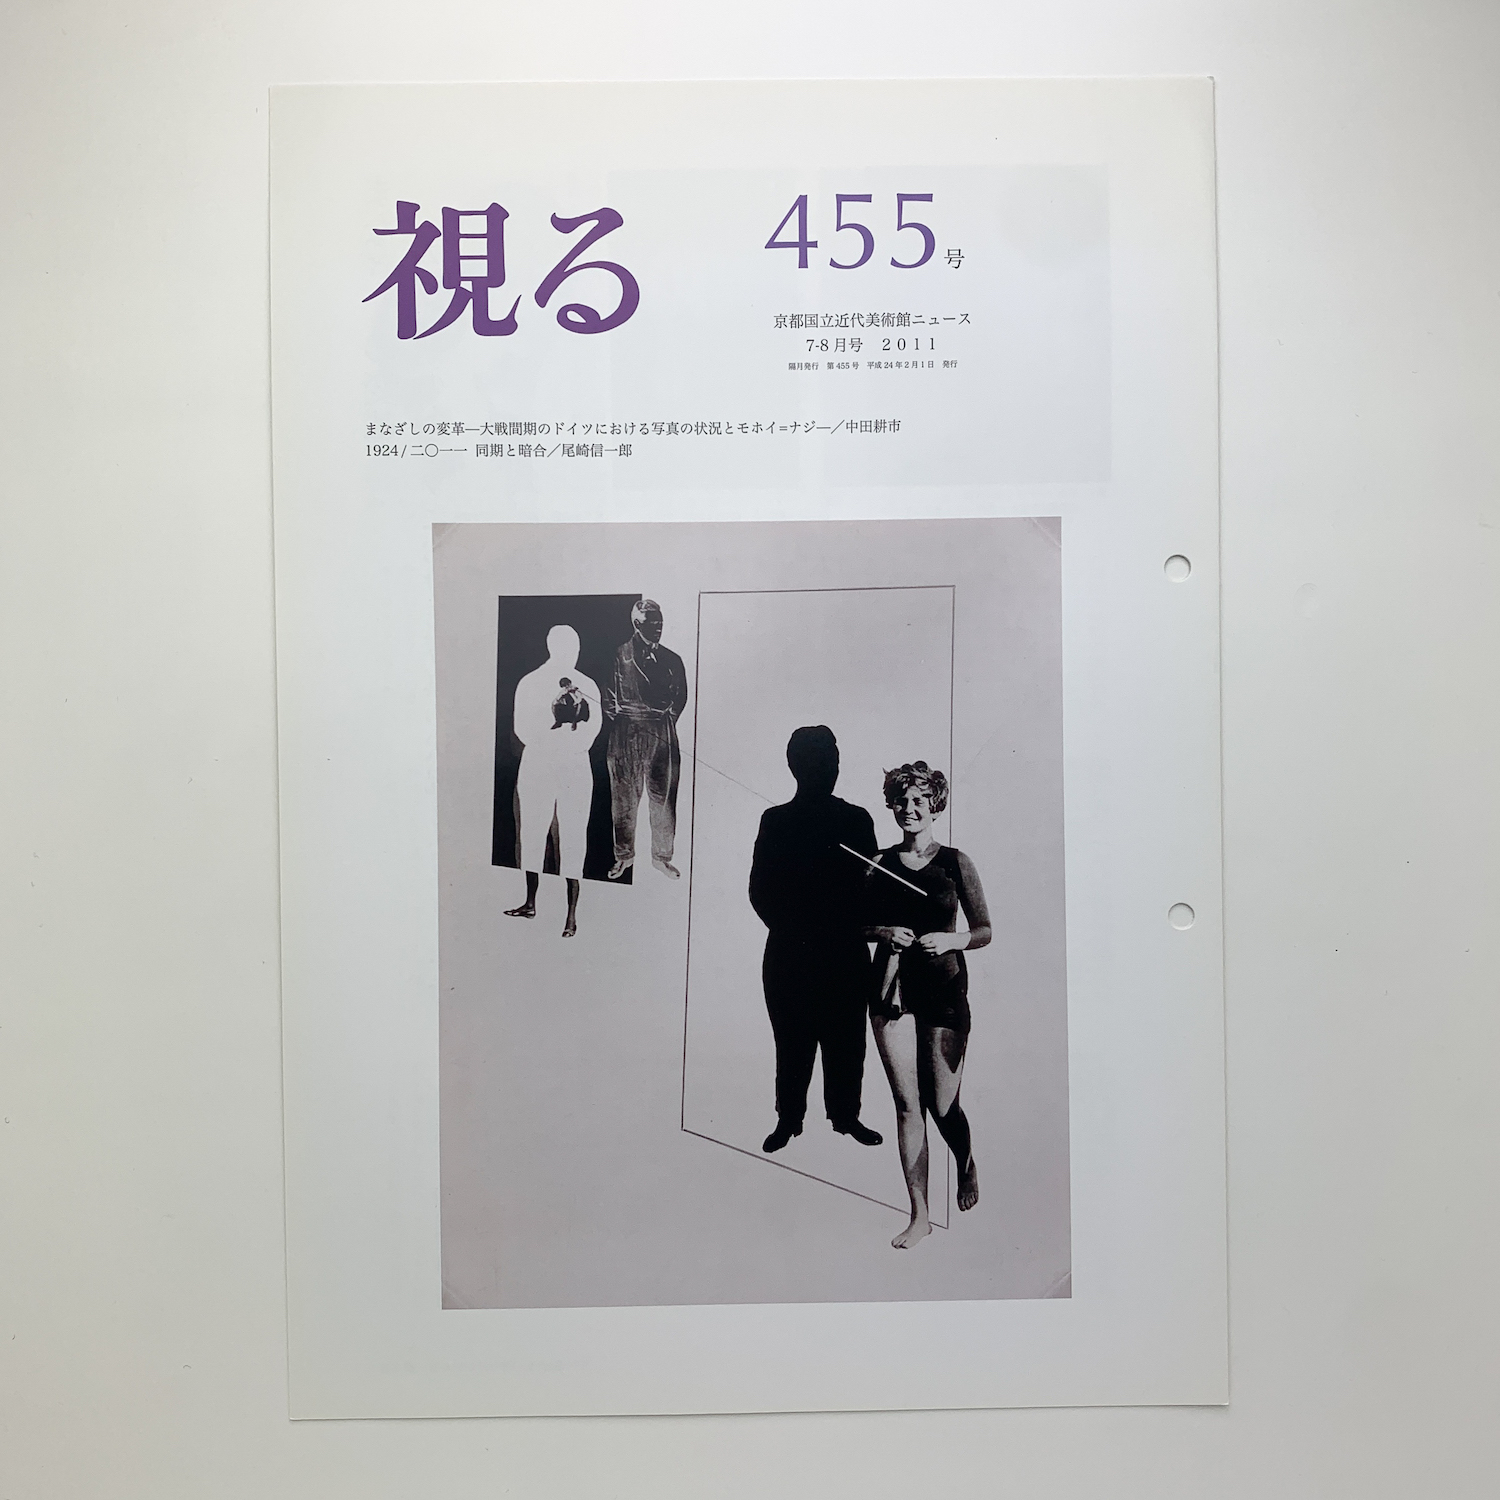 視る
455号
京都国立近代美術館ニュース
7-8月号　２０１１
隔月発行　第455号　平成24年2月1日　発行
まなざしの変革―大戦間期のドイツにおける写真の状況とモホイ=ナジ―／中田耕市
1924 / 二〇一一 同期と暗合／尾崎信一郎